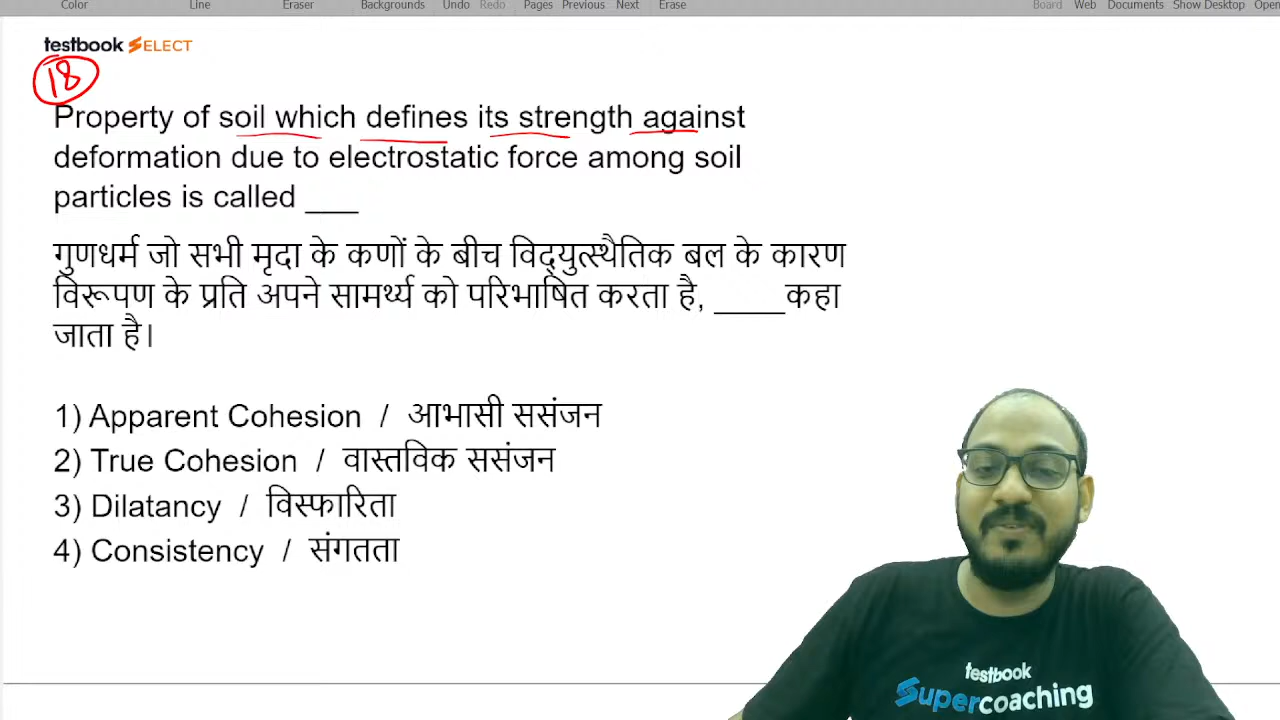 Color Line Eraser Backgrounds Undo Redo Pages Previous Next Erase Board Web Documents Show Desktop Open
testbook SELECT
18
Property of soil which defines its strength against
deformation due to electrostatic force among soil
particles is called ___
गुणधर्म जो सभी मृदा के कणों के बीच विद्युत्स्थैतिक बल के कारण
विरूपण के प्रति अपने सामर्थ्य को परिभाषित करता है, ____कहा
जाता है।
1) Apparent Cohesion / आभासी ससंजन
2) True Cohesion / वास्तविक ससंजन
3) Dilatancy / विस्फारिता
4) Consistency / संगतता
testbook
Supercoaching